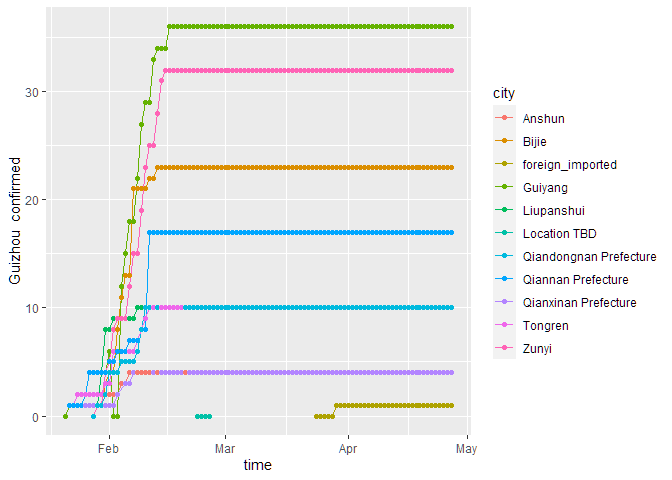 Guizhou confirmed
30
20
10
0
Feb
Mar
Apr
May
time
city
Anshun
Bijie
foreign_imported
Guiyang
Liupanshui
Location TBD
Qiandongnan Prefecture
Qiannan Prefecture
Qianxinan Prefecture
Tongren
Zunyi